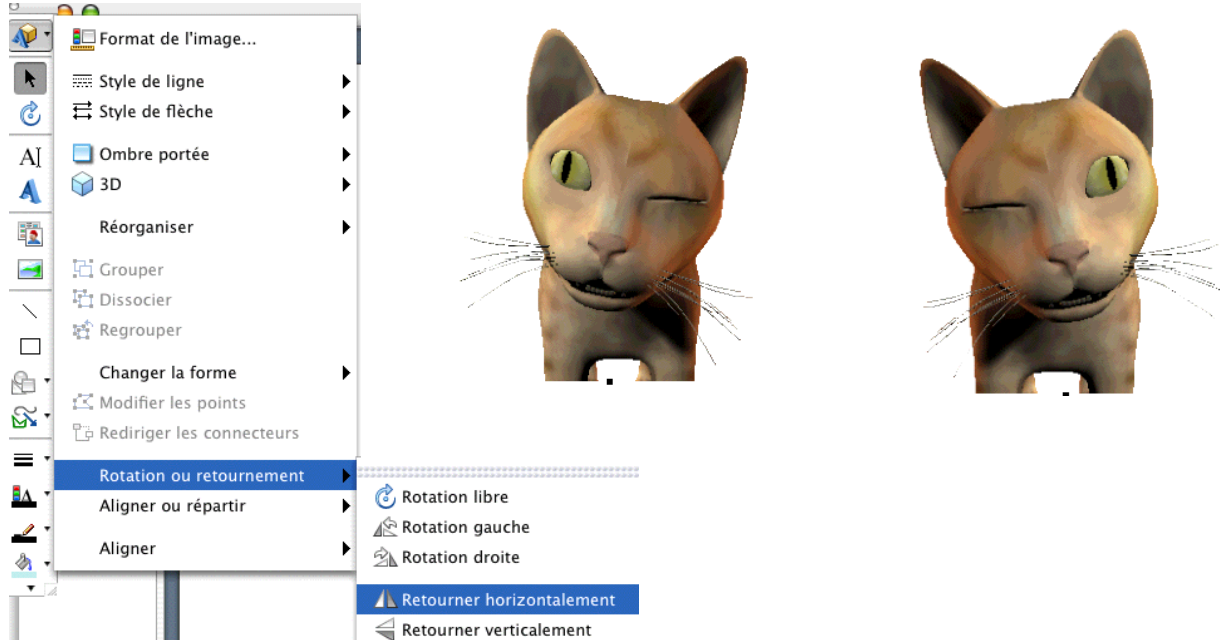 Format de l'image...
Style de ligne
Style de flèche
Ombre portée
3D
Réorganiser
Grouper
Dissocier
Regrouper
Changer la forme
Modifier les points
Rediriger les connecteurs
Rotation ou retournement
Aligner ou répartir
Aligner
Rotation libre
Rotation gauche
Rotation droite
Retourner horizontalement
Retourner verticalement